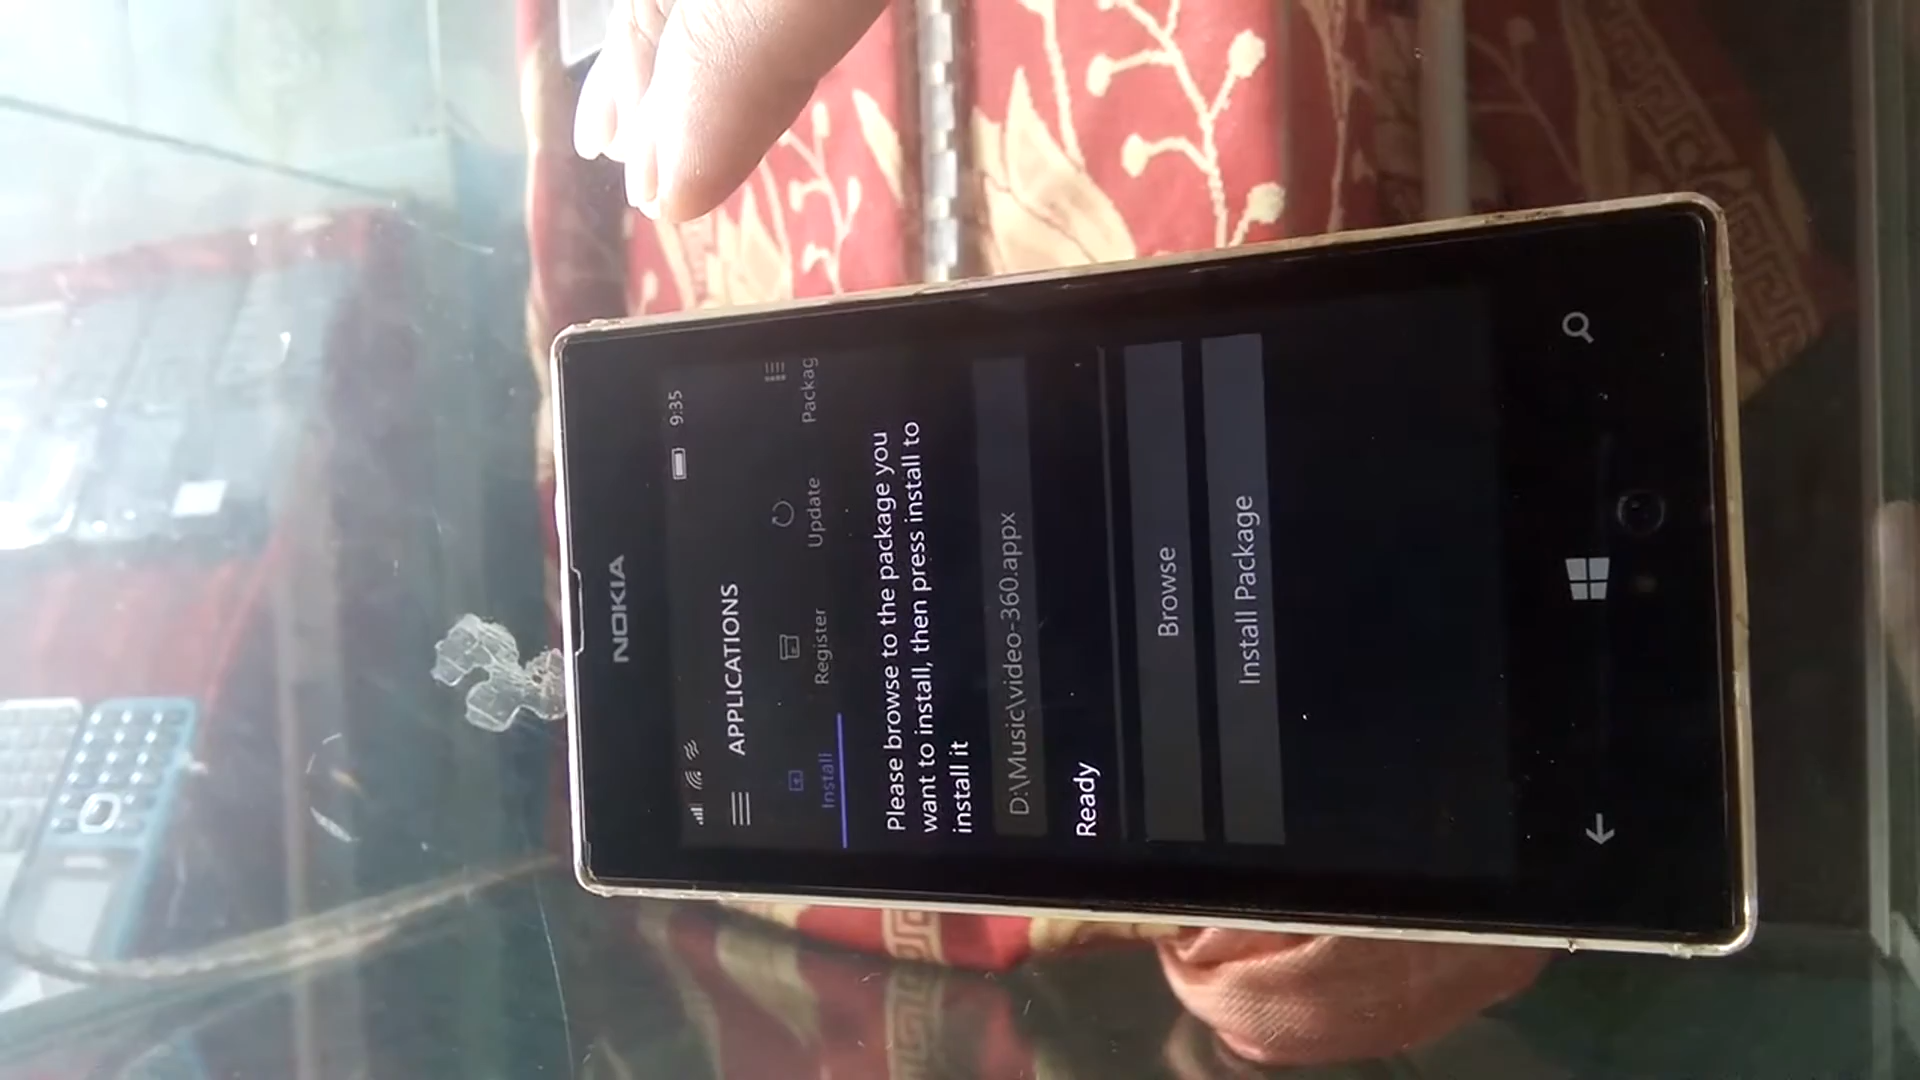 NOKIA
9:35
APPLICATIONS
Install Register Update Packag
Please browse to the package you
want to install, then press install to
install it
D:\Music\video-360.appx
Ready
Browse
Install Package